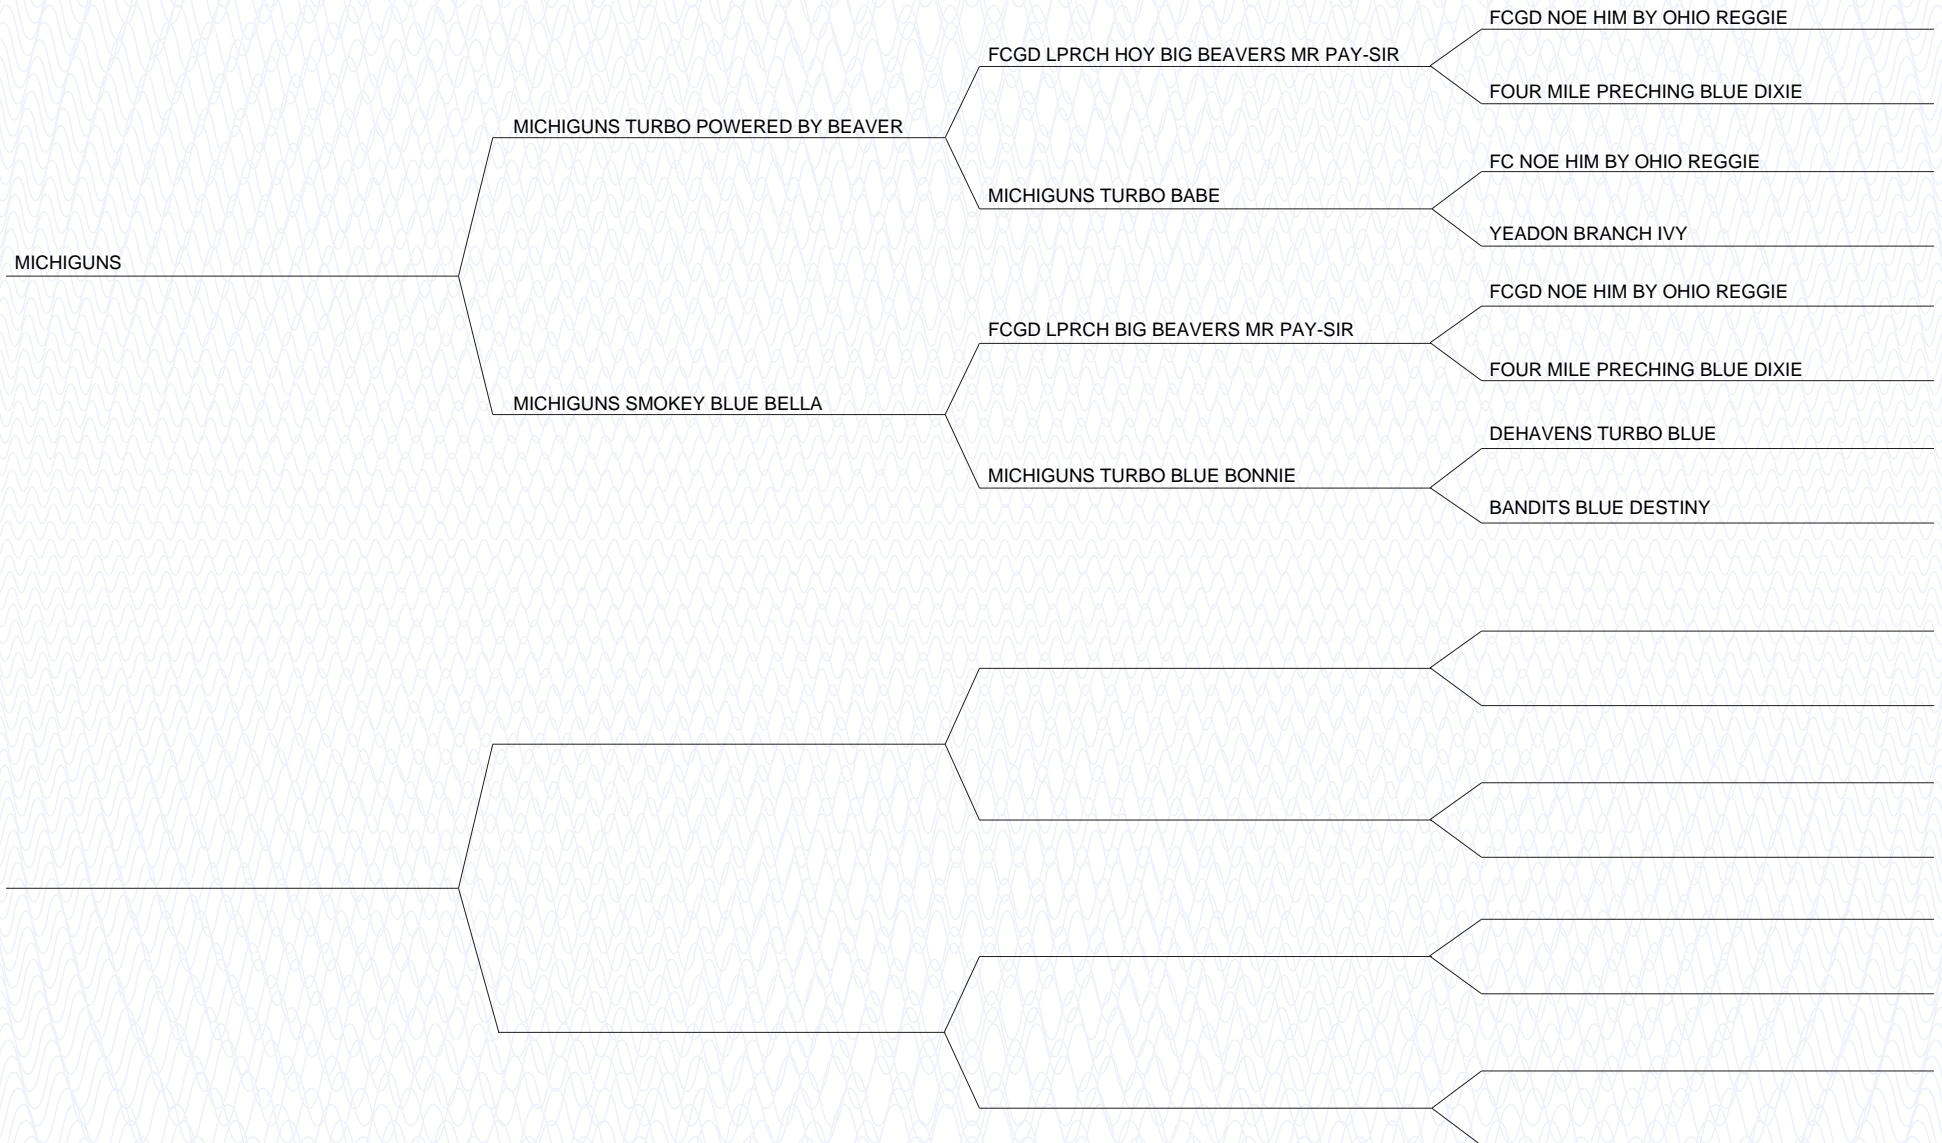 FCGD NOE HIM BY OHIO REGGIE
FCGD LPRCH HOY BIG BEAVERS MR PAY-SIR
FOUR MILE PRECHING BLUE DIXIE
MICHIGUNS TURBO POWERED BY BEAVER
FC NOE HIM BY OHIO REGGIE
MICHIGUNS TURBO BABE
YEADON BRANCH IVY
MICHIGUNS
FCGD NOE HIM BY OHIO REGGIE
FCGD LPRCH BIG BEAVERS MR PAY-SIR
FOUR MILE PRECHING BLUE DIXIE
MICHIGUNS SMOKEY BLUE BELLA
DEHAVENS TURBO BLUE
MICHIGUNS TURBO BLUE BONNIE
BANDITS BLUE DESTINY